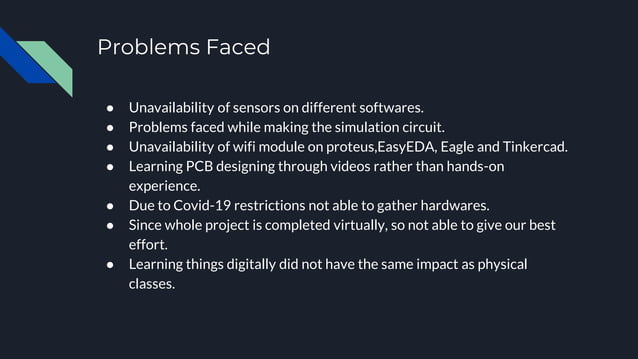 Problems Faced
● Unavailability of sensors on different softwares.
● Problems faced while making the simulation circuit.
● Unavailability of wifi module on proteus,EasyEDA, Eagle and Tinkercad.
● Learning PCB designing through videos rather than hands-on
experience.
● Due to Covid-19 restrictions not able to gather hardwares.
● Since whole project is completed virtually, so not able to give our best
effort.
● Learning things digitally did not have the same impact as physical
classes.